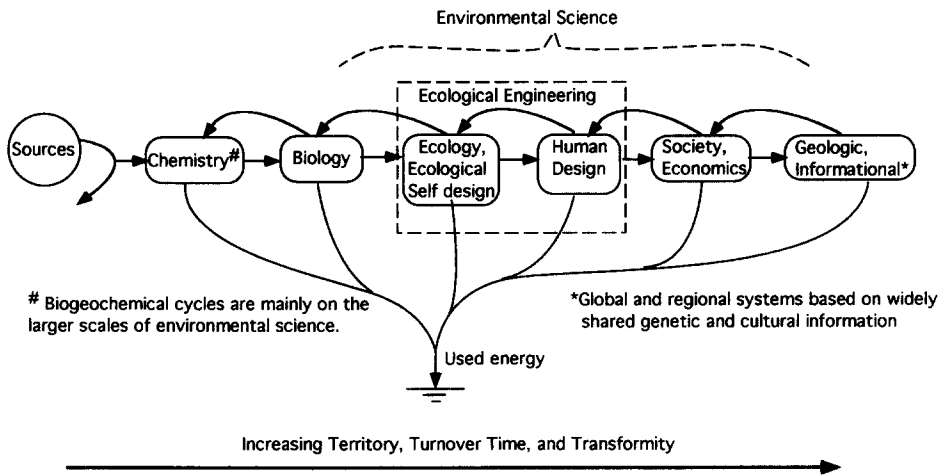 Environmental Science
Ecological Engineering
Sources
Chemistry#
Biology
Ecology,
Ecological
Self design
Human
Design
Society,
Economics
Geologic,
Informational*
# Biogeochemical cycles are mainly on the
larger scales of environmental science.
*Global and regional systems based on widely
shared genetic and cultural information
Used energy
Increasing Territory, Turnover Time, and Transformity